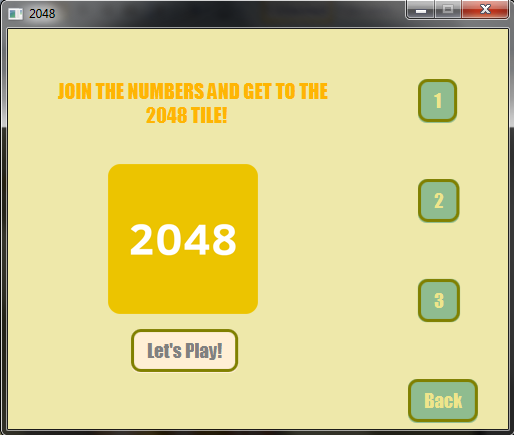 2048
JOIN THE NUMBERS AND GET TO THE
2048 TILE!
2048
Let's Play!
1
2
3
Back